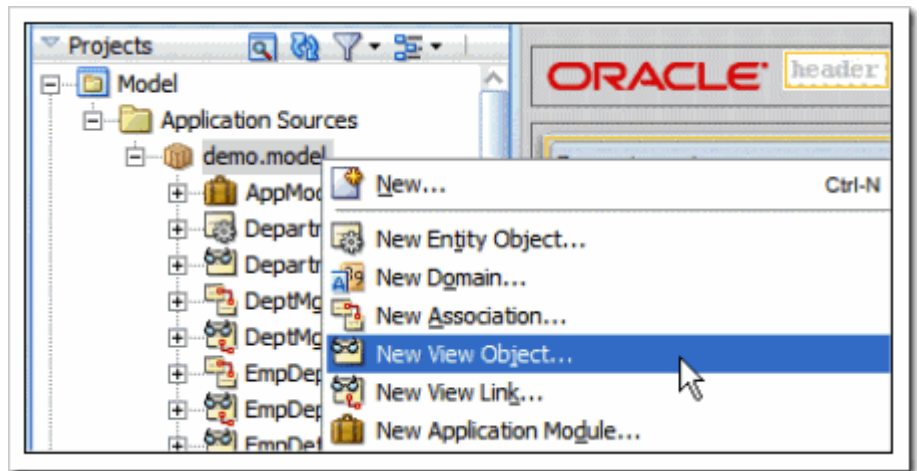 Projects
Model
Application Sources
demo.model
AppMod
Departm
Departm
DeptMg
DeptMg
EmpDep
EmpDep
EmpDef
ORACLE header
New... Ctrl-N
New Entity Object...
New Domain...
New Association...
New View Object...
New View Link...
New Application Module...